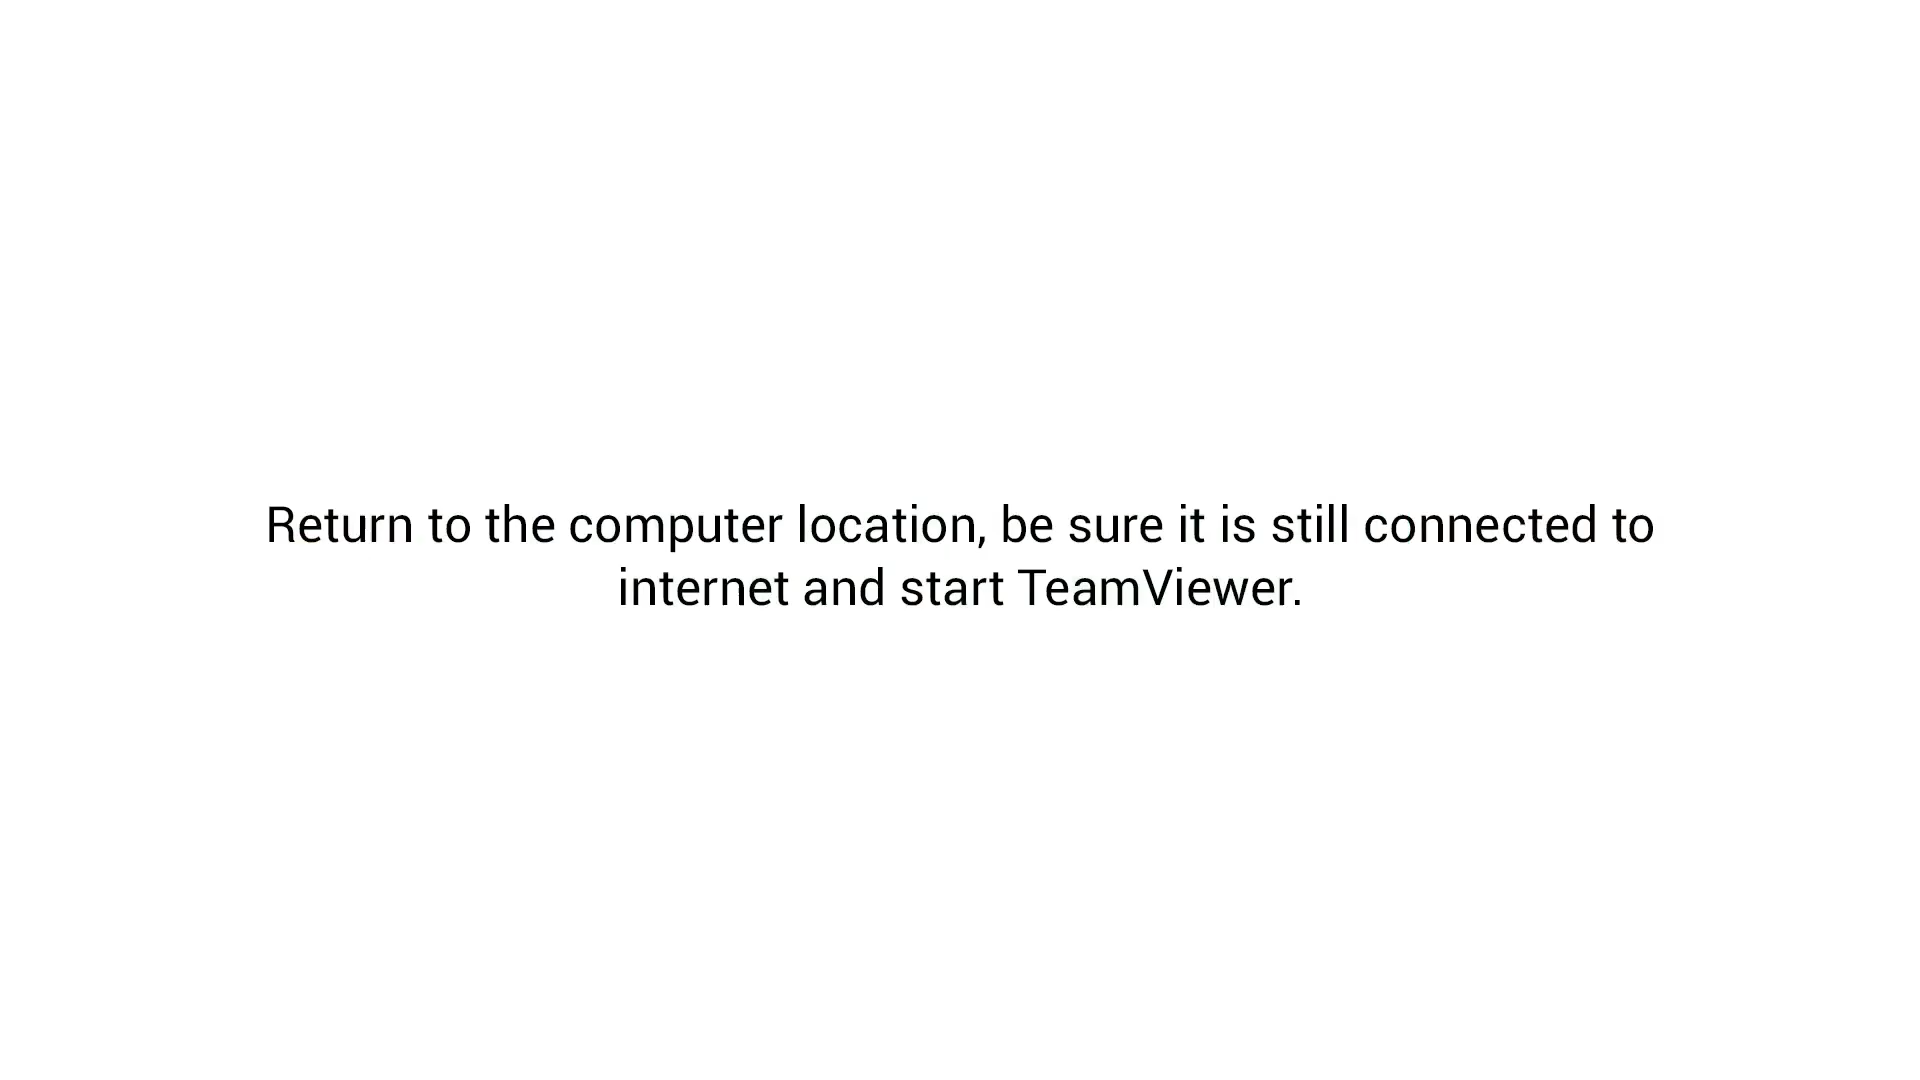 Return to the computer location, be sure it is still connected to
internet and start TeamViewer.